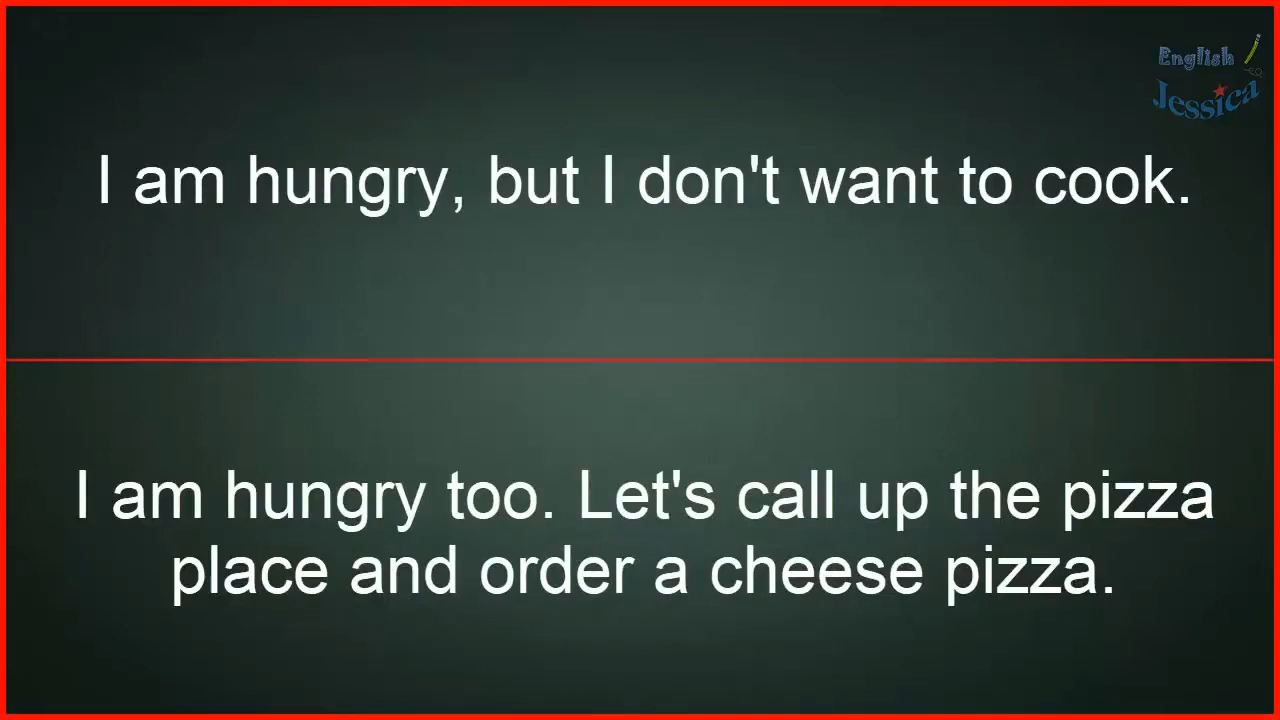 English
Jessica
I am hungry, but I don't want to cook.
I am hungry too. Let's call up the pizza
place and order a cheese pizza.